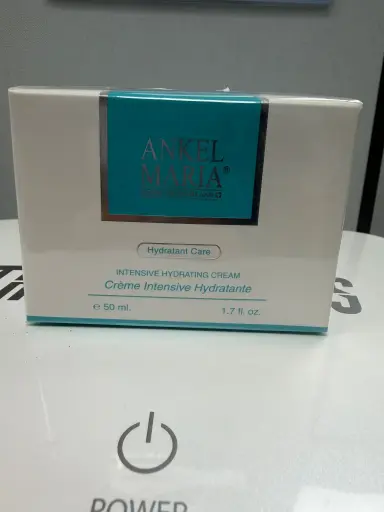 ANKEL
MARIA®
Hydratant Care
INTENSIVE HYDRATING CREAM
Crème Intensive Hydratante
℮ 50 ml.
1.7 fl. oz.
POWER